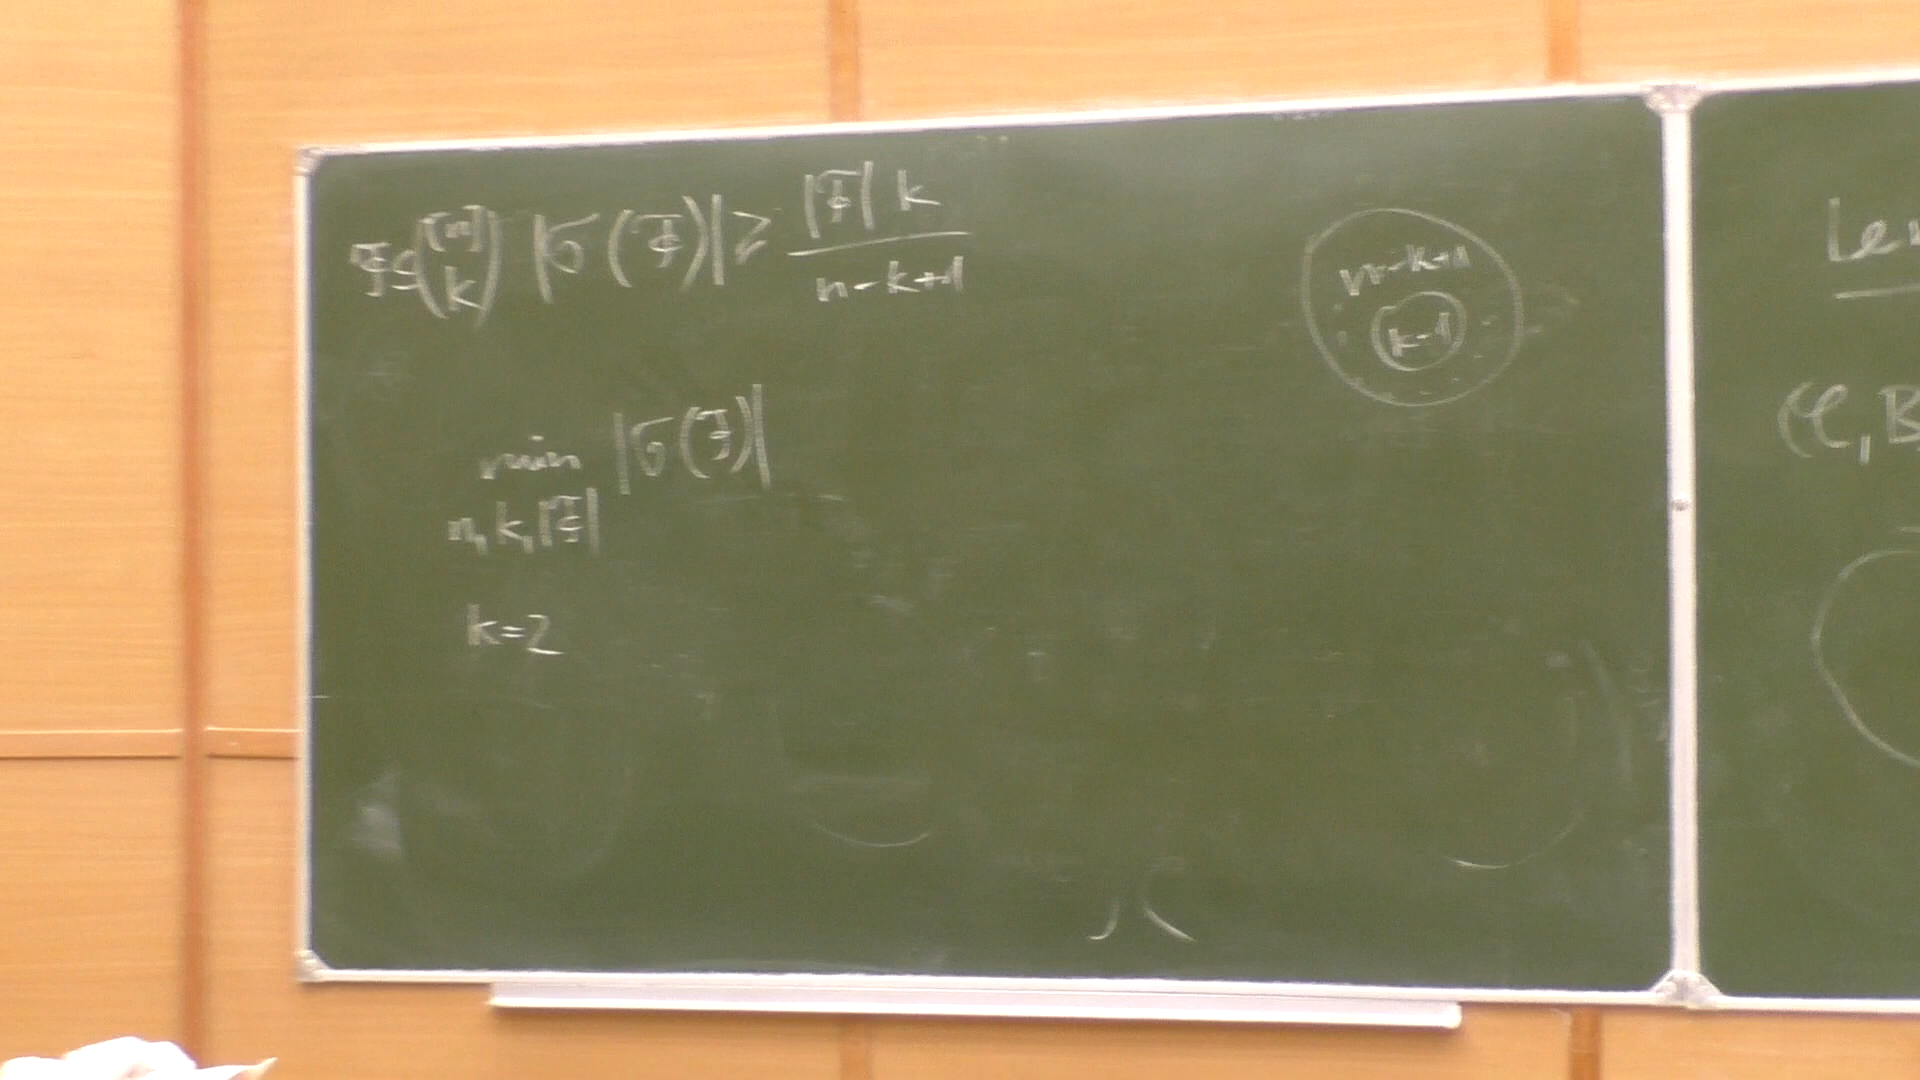 𝓕⊆([n] k) |σ(𝓕)| ≥ |𝓕| k / n-k+1
n-k+1
k-1
min |σ(𝓕)|
n, k, |𝓕|
k=2
Le
(𝒞, B